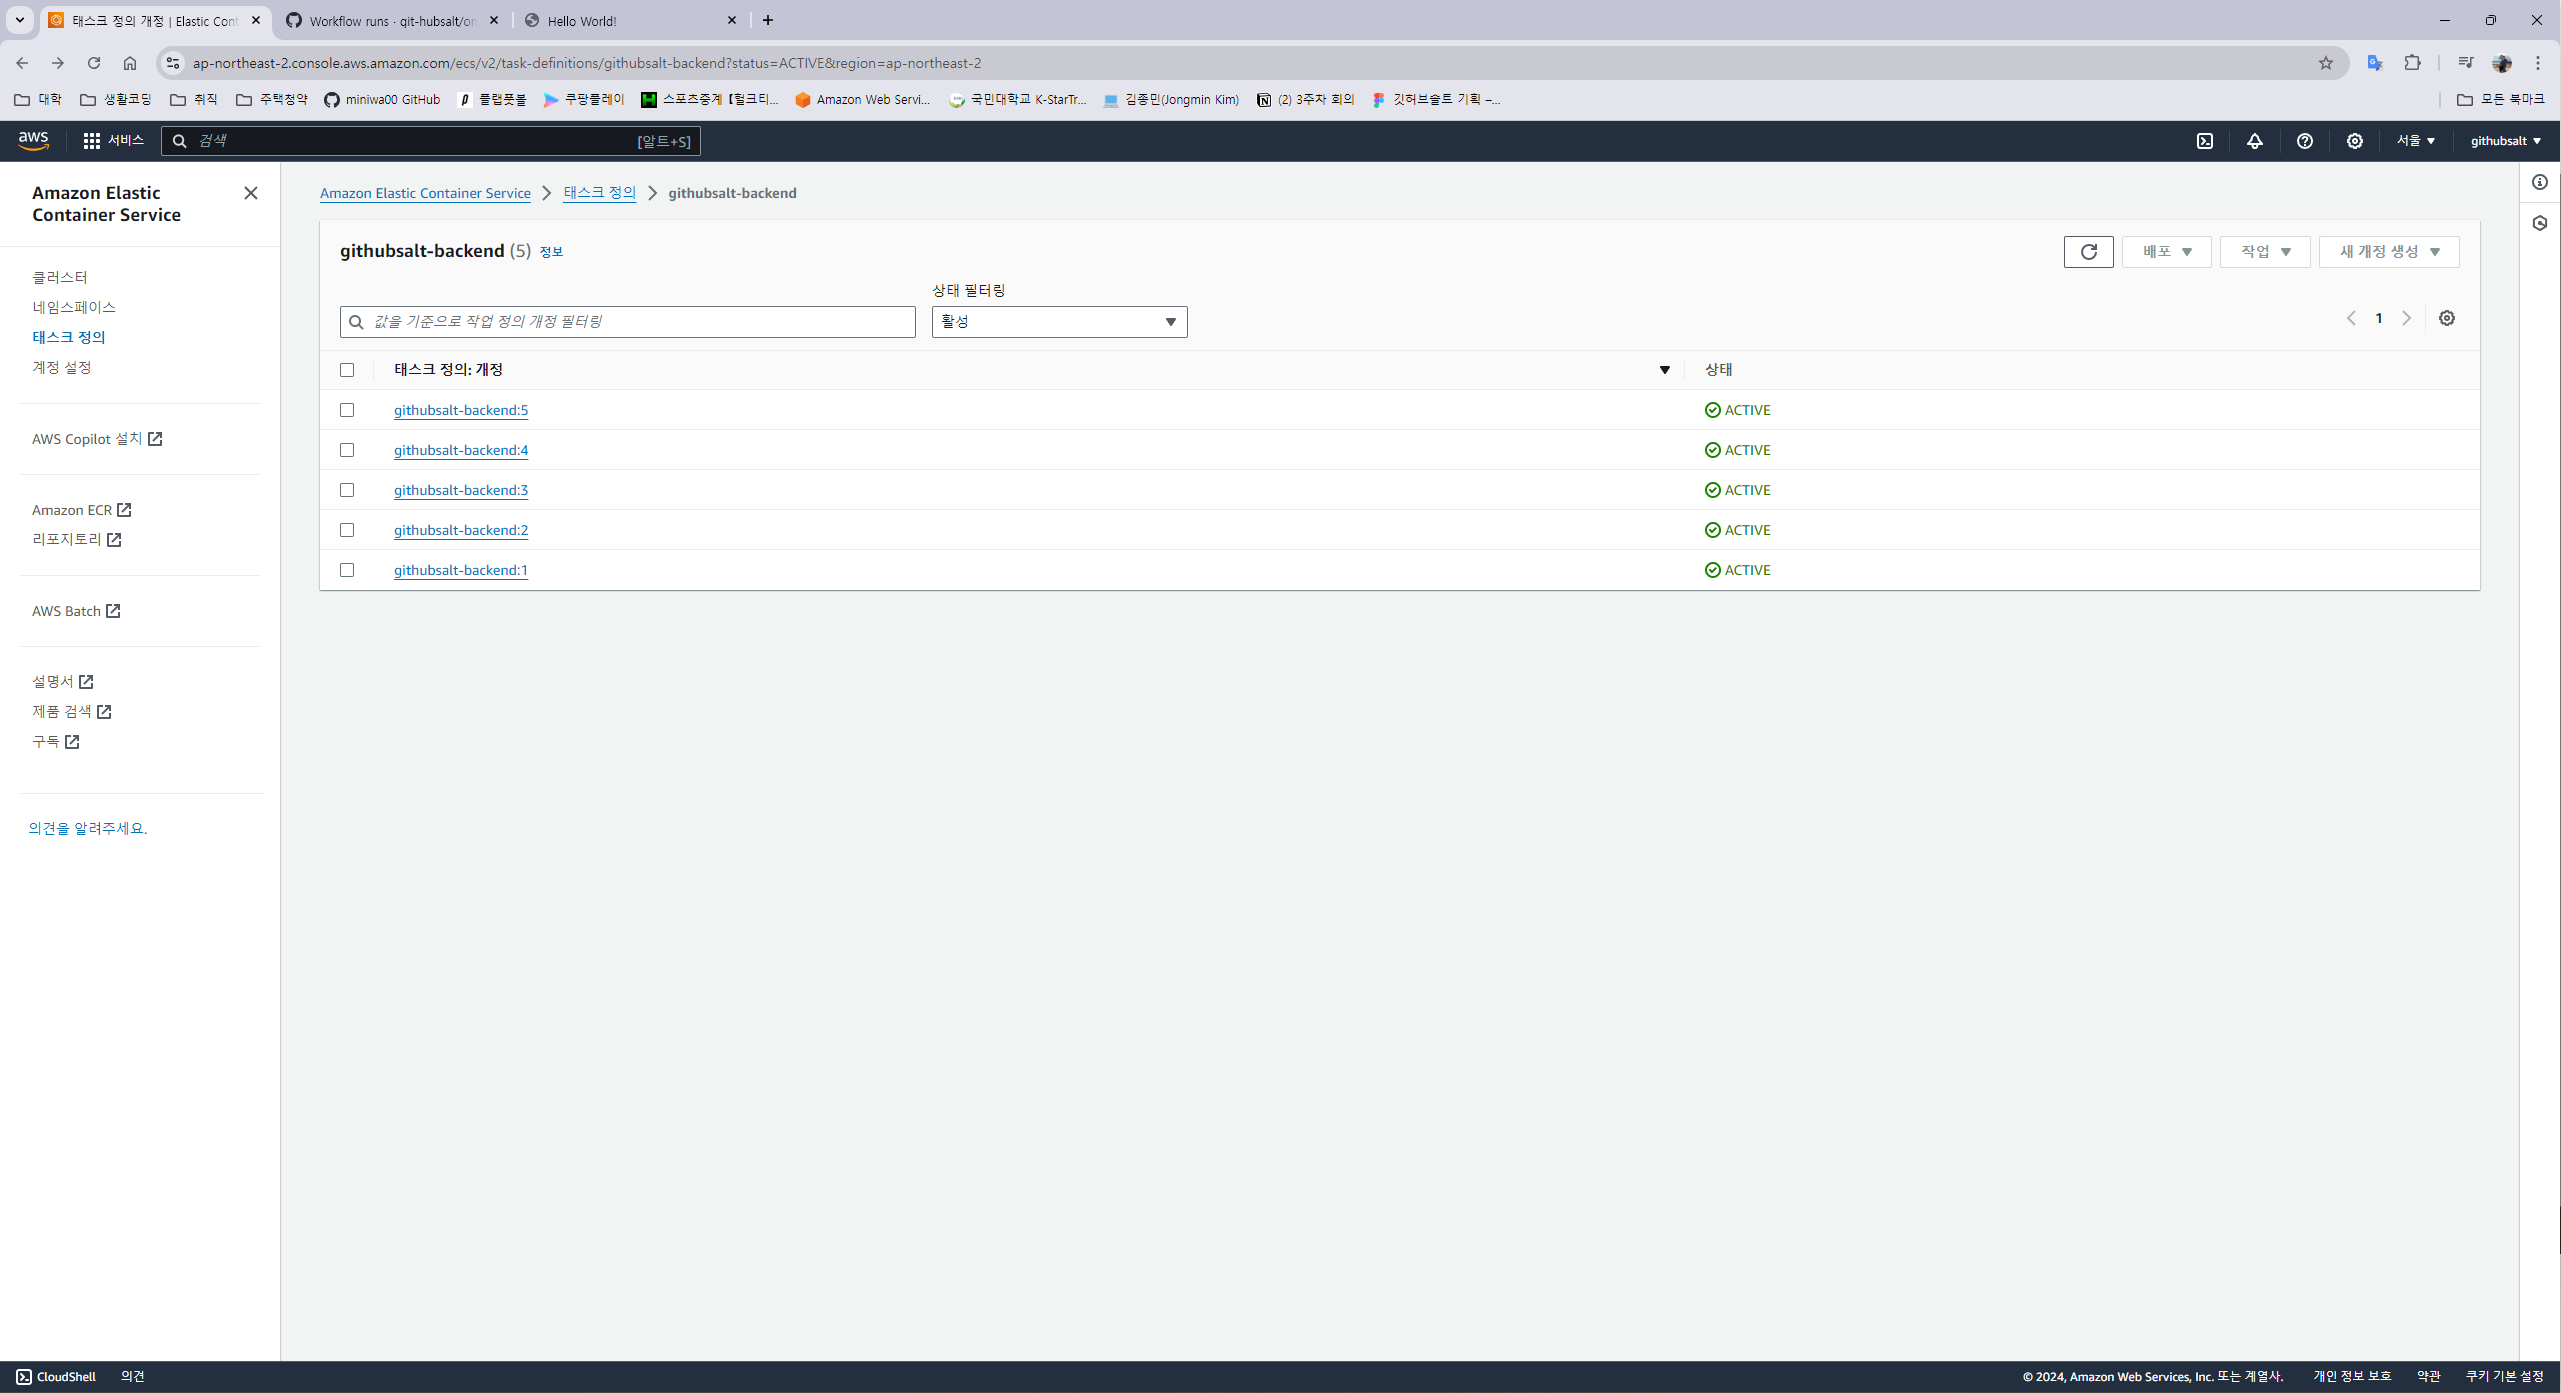 태스크 정의 개정 | Elastic Cont
Workflow runs · git-hubsalt/on
Hello World!
ap-northeast-2.console.aws.amazon.com/ecs/v2/task-definitions/githubsalt-backend?status=ACTIVE&region=ap-northeast-2
대학 생활코딩 취직 주택청약 miniwa00 GitHub 플랩풋볼 쿠팡플레이 스포츠중계【헐크티... Amazon Web Servi... 국민대학교 K-StarTr... 김종민(Jongmin Kim) (2) 3주차 회의 깃허브솔트 기획 –... 모든 북마크
aws 서비스 검색 [알트+S] 서울 githubsalt
Amazon Elastic
Container Service
클러스터
네임스페이스
태스크 정의
계정 설정
AWS Copilot 설치
Amazon ECR
리포지토리
AWS Batch
설명서
제품 검색
구독
의견을 알려주세요.
Amazon Elastic Container Service 태스크 정의 githubsalt-backend
githubsalt-backend (5) 정보
배포 작업 새 개정 생성
상태 필터링
값을 기준으로 작업 정의 개정 필터링 활성 1
태스크 정의: 개정 상태
githubsalt-backend:5 ACTIVE
githubsalt-backend:4 ACTIVE
githubsalt-backend:3 ACTIVE
githubsalt-backend:2 ACTIVE
githubsalt-backend:1 ACTIVE
CloudShell 의견 © 2024, Amazon Web Services, Inc. 또는 계열사. 개인 정보 보호 약관 쿠키 기본 설정